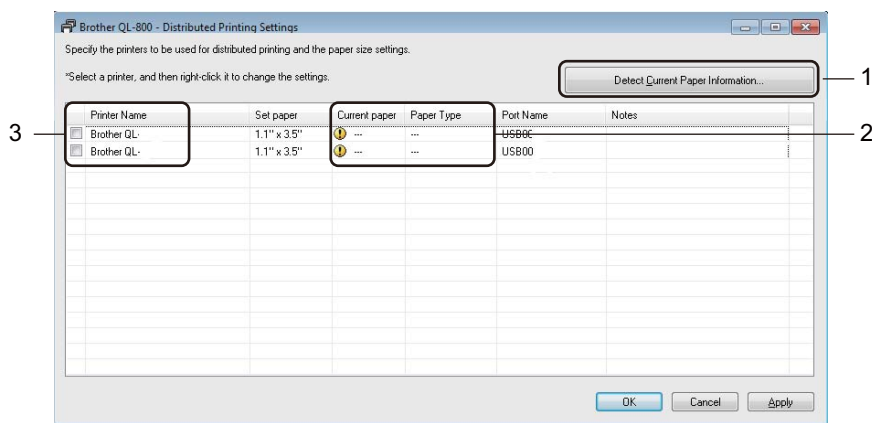 Brother QL-800 - Distributed Printing Settings
Specify the printers to be used for distributed printing and the paper size settings.
*Select a printer, and then right-click it to change the settings.
Detect Current Paper Information...
1
Printer Name Set paper Current paper Paper Type Port Name Notes
3
Brother QL- 1.1" x 3.5" --- ---
2
Brother QL- 1.1" x 3.5" --- --- USB00
OK Cancel Apply